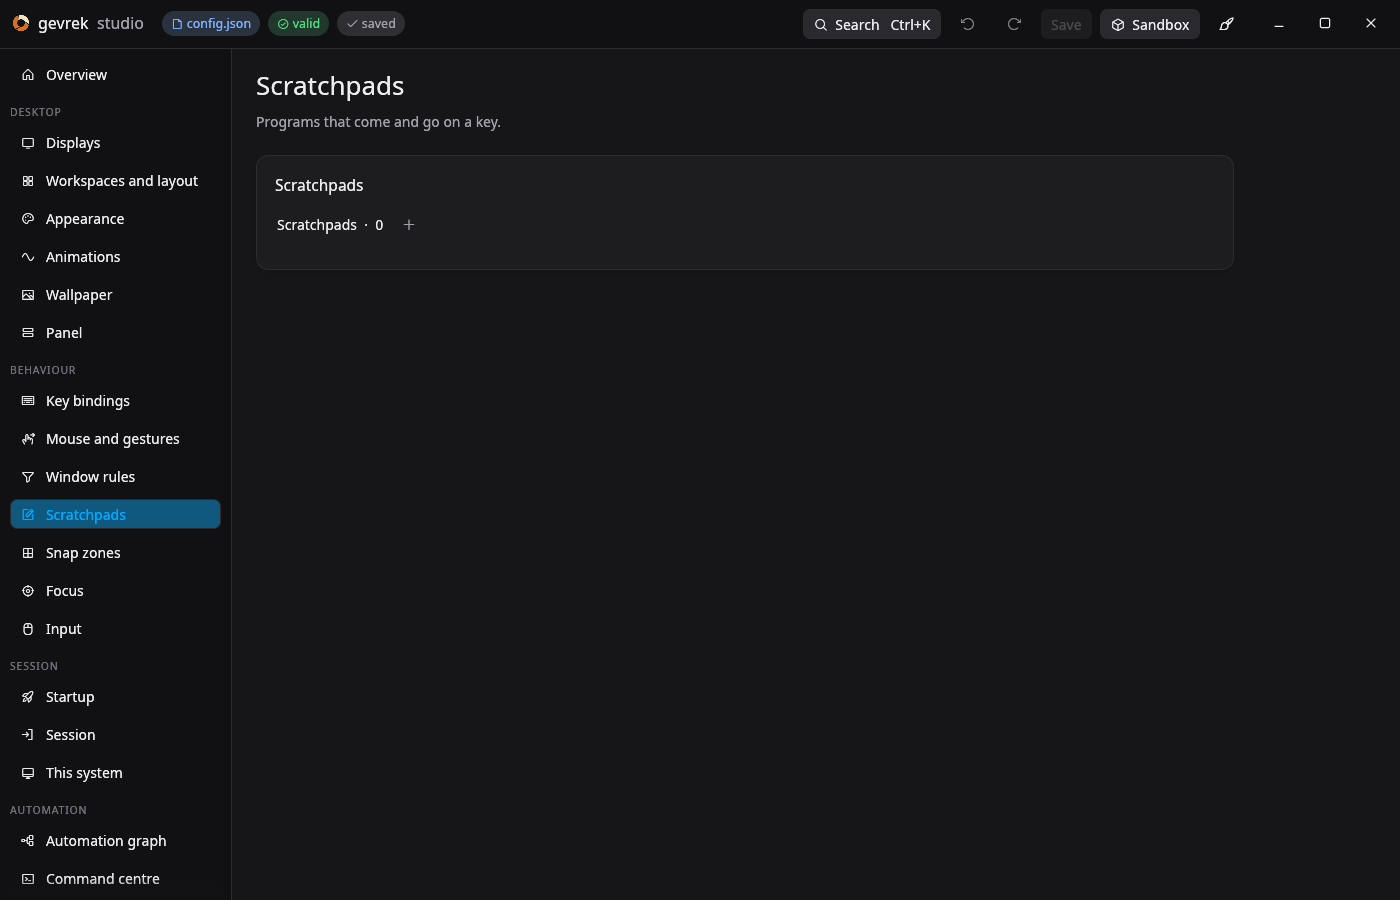 gevrek studio config.json valid saved Search Ctrl+K Save Sandbox
Overview
DESKTOP
Displays
Workspaces and layout
Appearance
Animations
Wallpaper
Panel
BEHAVIOUR
Key bindings
Mouse and gestures
Window rules
Scratchpads
Snap zones
Focus
Input
SESSION
Startup
Session
This system
AUTOMATION
Automation graph
Command centre
Scratchpads
Programs that come and go on a key.
Scratchpads
Scratchpads · 0 +